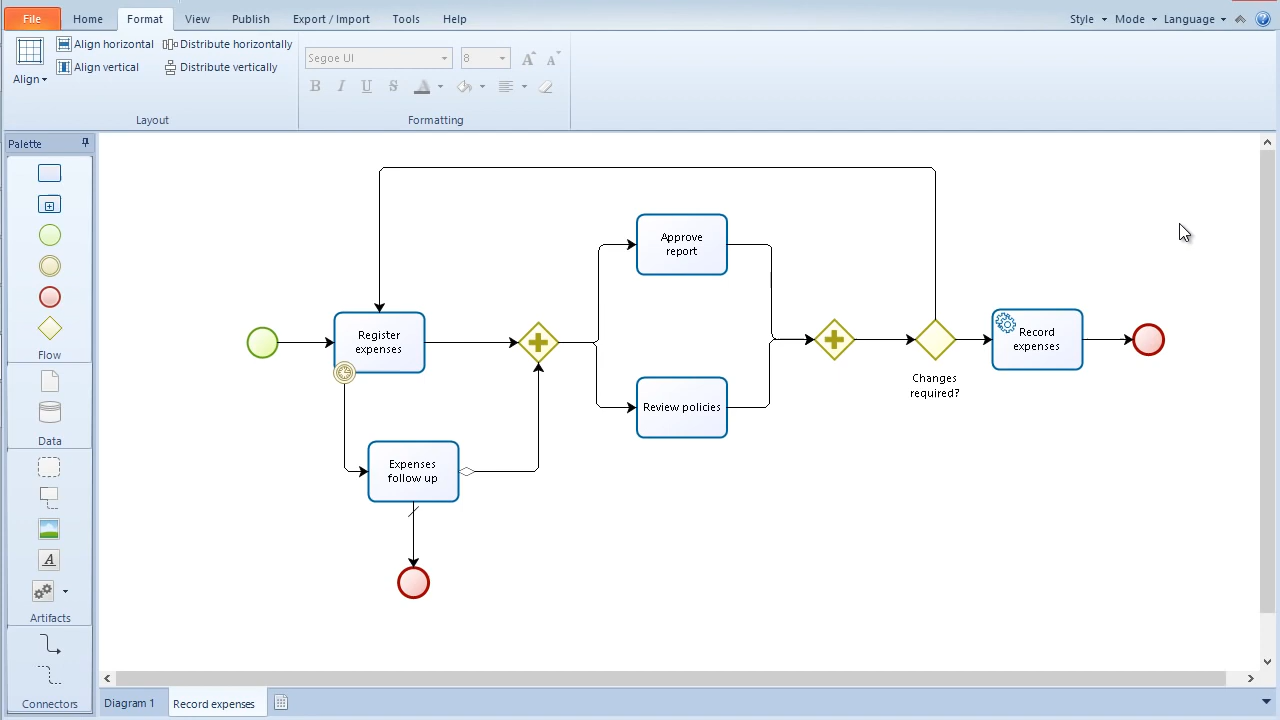 File Home Format View Publish Export / Import Tools Help Style Mode Language
Align horizontal Distribute horizontally
Align vertical Distribute vertically
Align
Layout
Segoe UI 8
B I U S A
Formatting
Palette
Flow
Data
A
Artifacts
Connectors
Approve
report
Register
expenses
Review policies
Expenses
follow up
Changes
required?
Record
expenses
Diagram 1 Record expenses